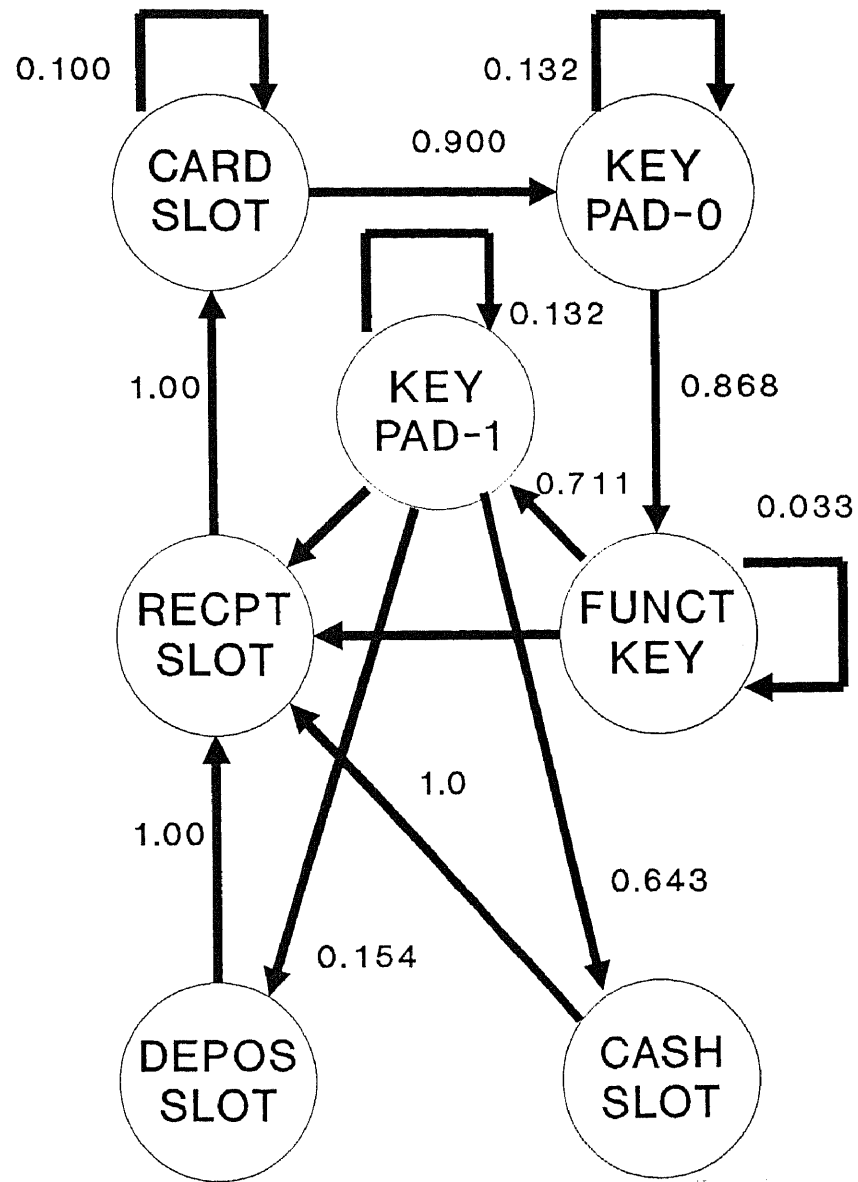 0.100
0.132
0.900
CARD
SLOT
KEY
PAD-0
0.132
1.00
KEY
PAD-1
0.868
0.711
0.033
RECPT
SLOT
FUNCT
KEY
1.0
1.00
0.643
0.154
DEPOS
SLOT
CASH
SLOT